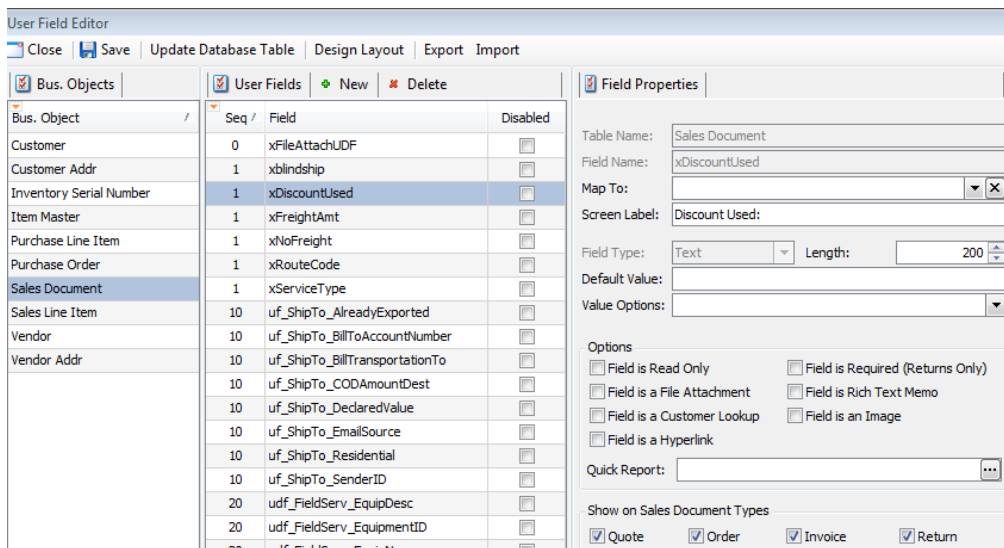 User Field Editor
Close Save Update Database Table Design Layout Export Import
Bus. Objects User Fields New Delete Field Properties
Bus. Object / Seq / Field Disabled
Customer
Customer Addr
Inventory Serial Number
Item Master
Purchase Line Item
Purchase Order
Sales Document
Sales Line Item
Vendor
Vendor Addr
0 xFileAttachUDF
1 xblindship
1 xDiscountUsed
1 xFreightAmt
1 xNoFreight
1 xRouteCode
1 xServiceType
10 uf_ShipTo_AlreadyExported
10 uf_ShipTo_BillToAccountNumber
10 uf_ShipTo_BillTransportationTo
10 uf_ShipTo_CODAmountDest
10 uf_ShipTo_DeclaredValue
10 uf_ShipTo_EmailSource
10 uf_ShipTo_Residential
10 uf_ShipTo_SenderID
20 udf_FieldServ_EquipDesc
20 udf_FieldServ_EquipmentID
Table Name: Sales Document
Field Name: xDiscountUsed
Map To:
Screen Label: Discount Used:
Field Type: Text Length: 200
Default Value:
Value Options:
Options
Field is Read Only Field is Required (Returns Only)
Field is a File Attachment Field is Rich Text Memo
Field is a Customer Lookup Field is an Image
Field is a Hyperlink
Quick Report: ...
Show on Sales Document Types
Quote Order Invoice Return